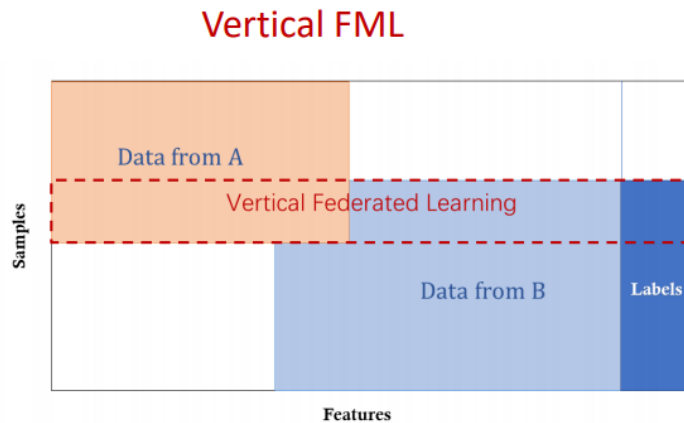 Vertical FML
Data from A
Vertical Federated Learning
Samples
Data from B
Labels
Features